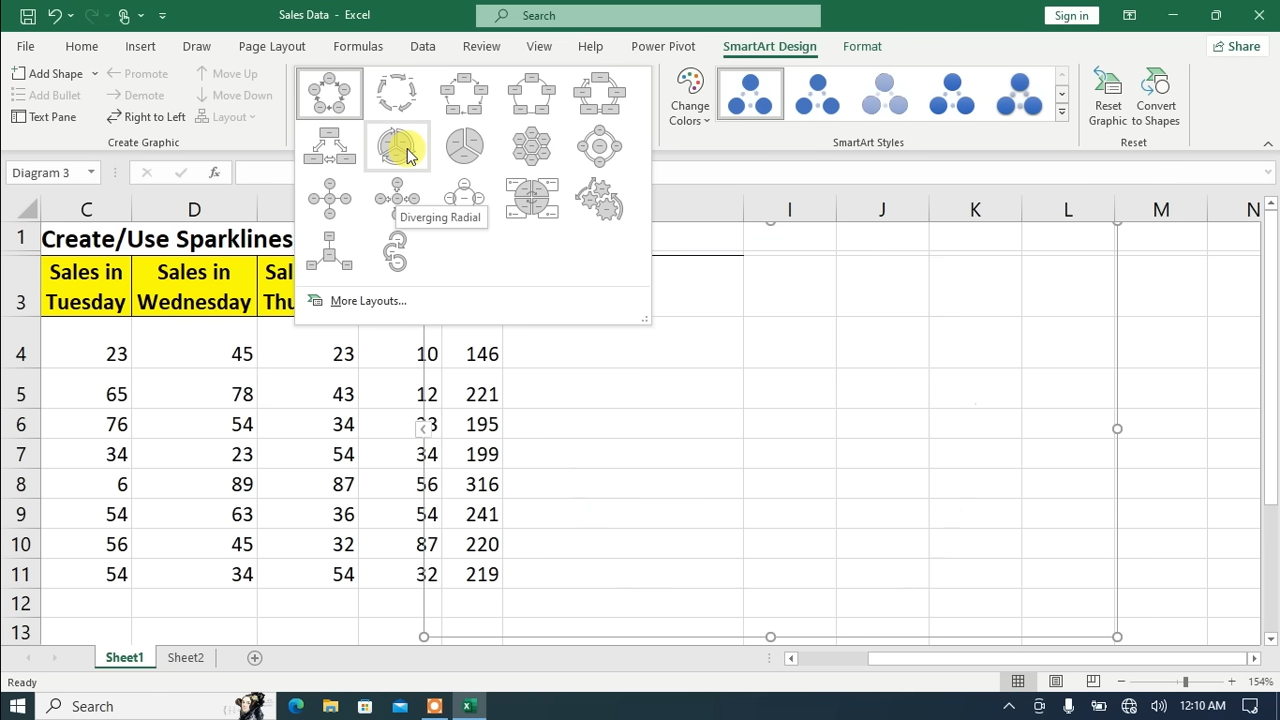 Sales Data - Excel
Search
Sign in
File Home Insert Draw Page Layout Formulas Data Review View Help Power Pivot SmartArt Design Format Share
Add Shape Promote Move Up
Add Bullet Demote Move Down
Text Pane Right to Left Layout
Create Graphic
Change Colors
SmartArt Styles
Reset Graphic
Convert to Shapes
Reset
Diagram 3
fx
Diverging Radial
More Layouts...
C D I J K L M N
1 Create/Use Sparklines
3 Sales in Tuesday Sales in Wednesday Sal Thu
4 23 45 23 10 146
5 65 78 43 12 221
6 76 54 34 195
7 34 23 54 34 199
8 6 89 87 56 316
9 54 63 36 54 241
10 56 45 32 87 220
11 54 34 54 32 219
12
13
Sheet1 Sheet2
Ready
154%
Search
12:10 AM